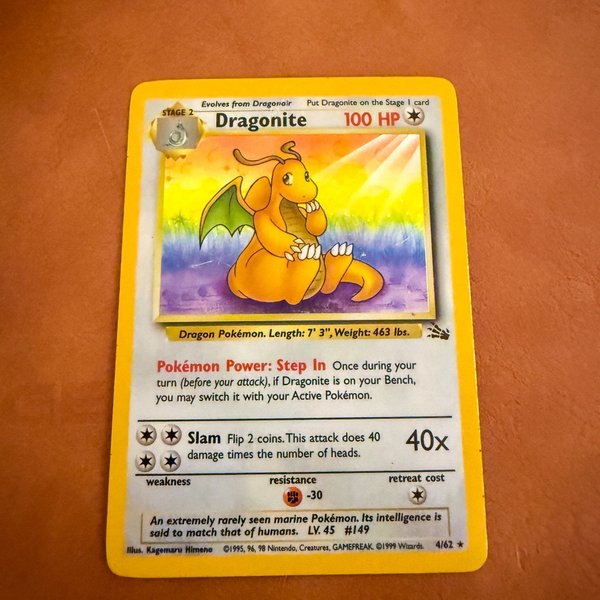 Evolves from Dragonair Put Dragonite on the Stage 1 card
STAGE 2
Dragonite 100 HP
Dragon Pokémon. Length: 7' 3", Weight: 463 lbs.
Pokémon Power: Step In Once during your
turn (before your attack), if Dragonite is on your Bench,
you may switch it with your Active Pokémon.
Slam Flip 2 coins. This attack does 40
damage times the number of heads.
40x
weakness resistance retreat cost
-30
An extremely rarely seen marine Pokémon. Its intelligence is
said to match that of humans. LV. 45 #149
Illus. Kagemaru Himeno ©1995, 96, 98 Nintendo, Creatures, GAMEFREAK. ©1999 Wizards. 4/62 ★